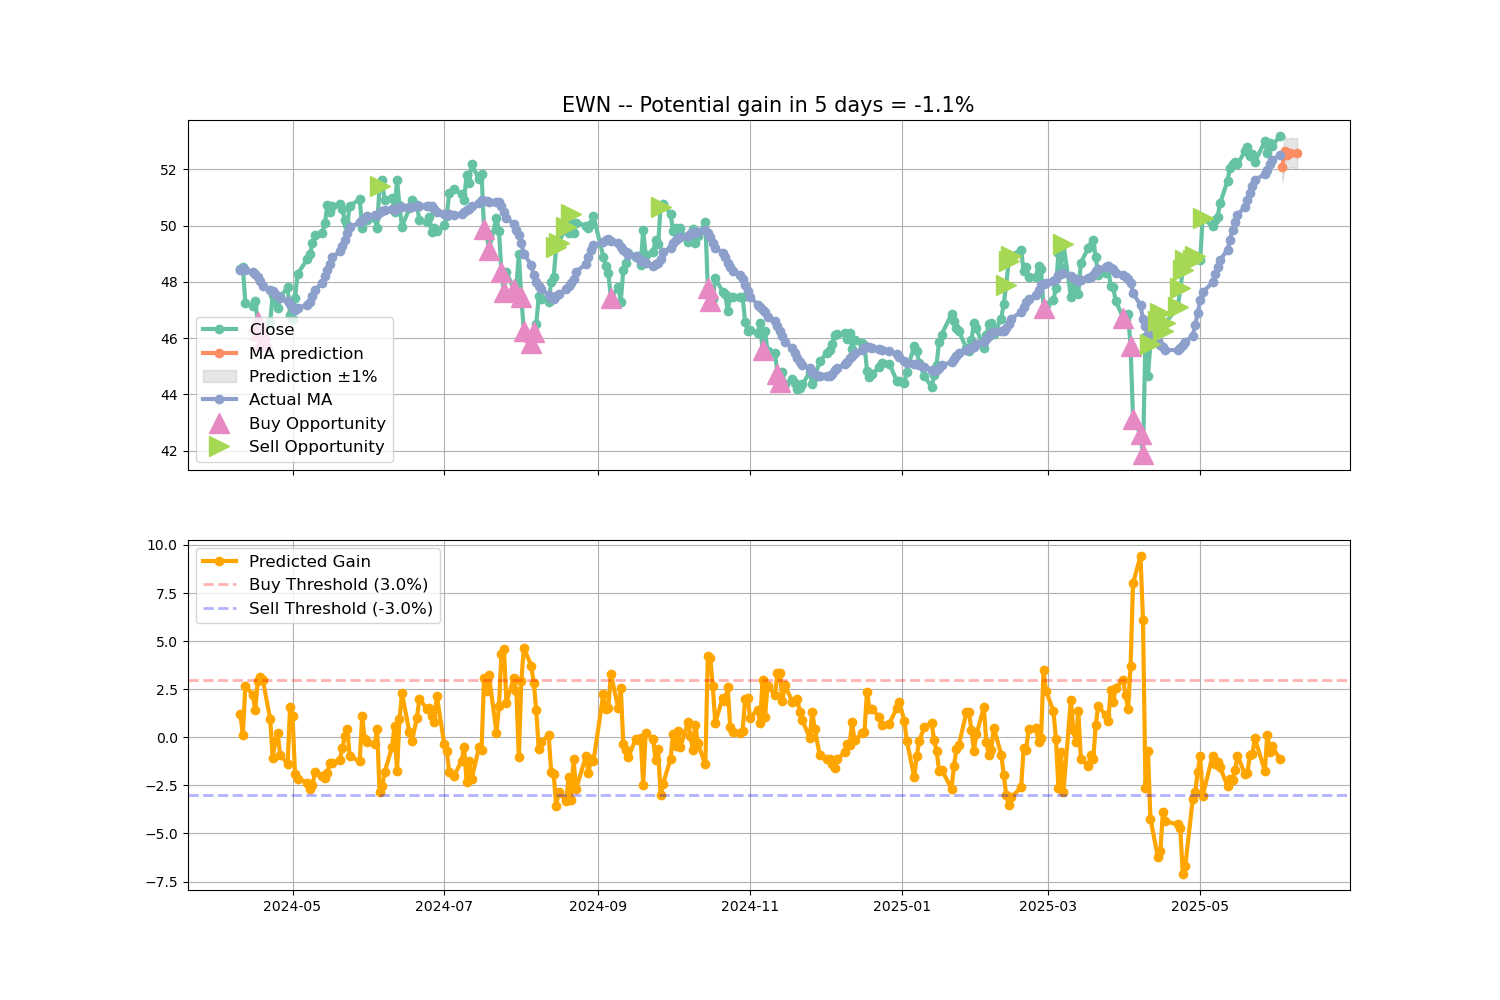 EWN -- Potential gain in 5 days = -1.1%
52
50
48
46
44
42
Close
MA prediction
Prediction ±1%
Actual MA
Buy Opportunity
Sell Opportunity
10.0
7.5
5.0
2.5
0.0
−2.5
−5.0
−7.5
Predicted Gain
Buy Threshold (3.0%)
Sell Threshold (-3.0%)
2024-05 2024-07 2024-09 2024-11 2025-01 2025-03 2025-05